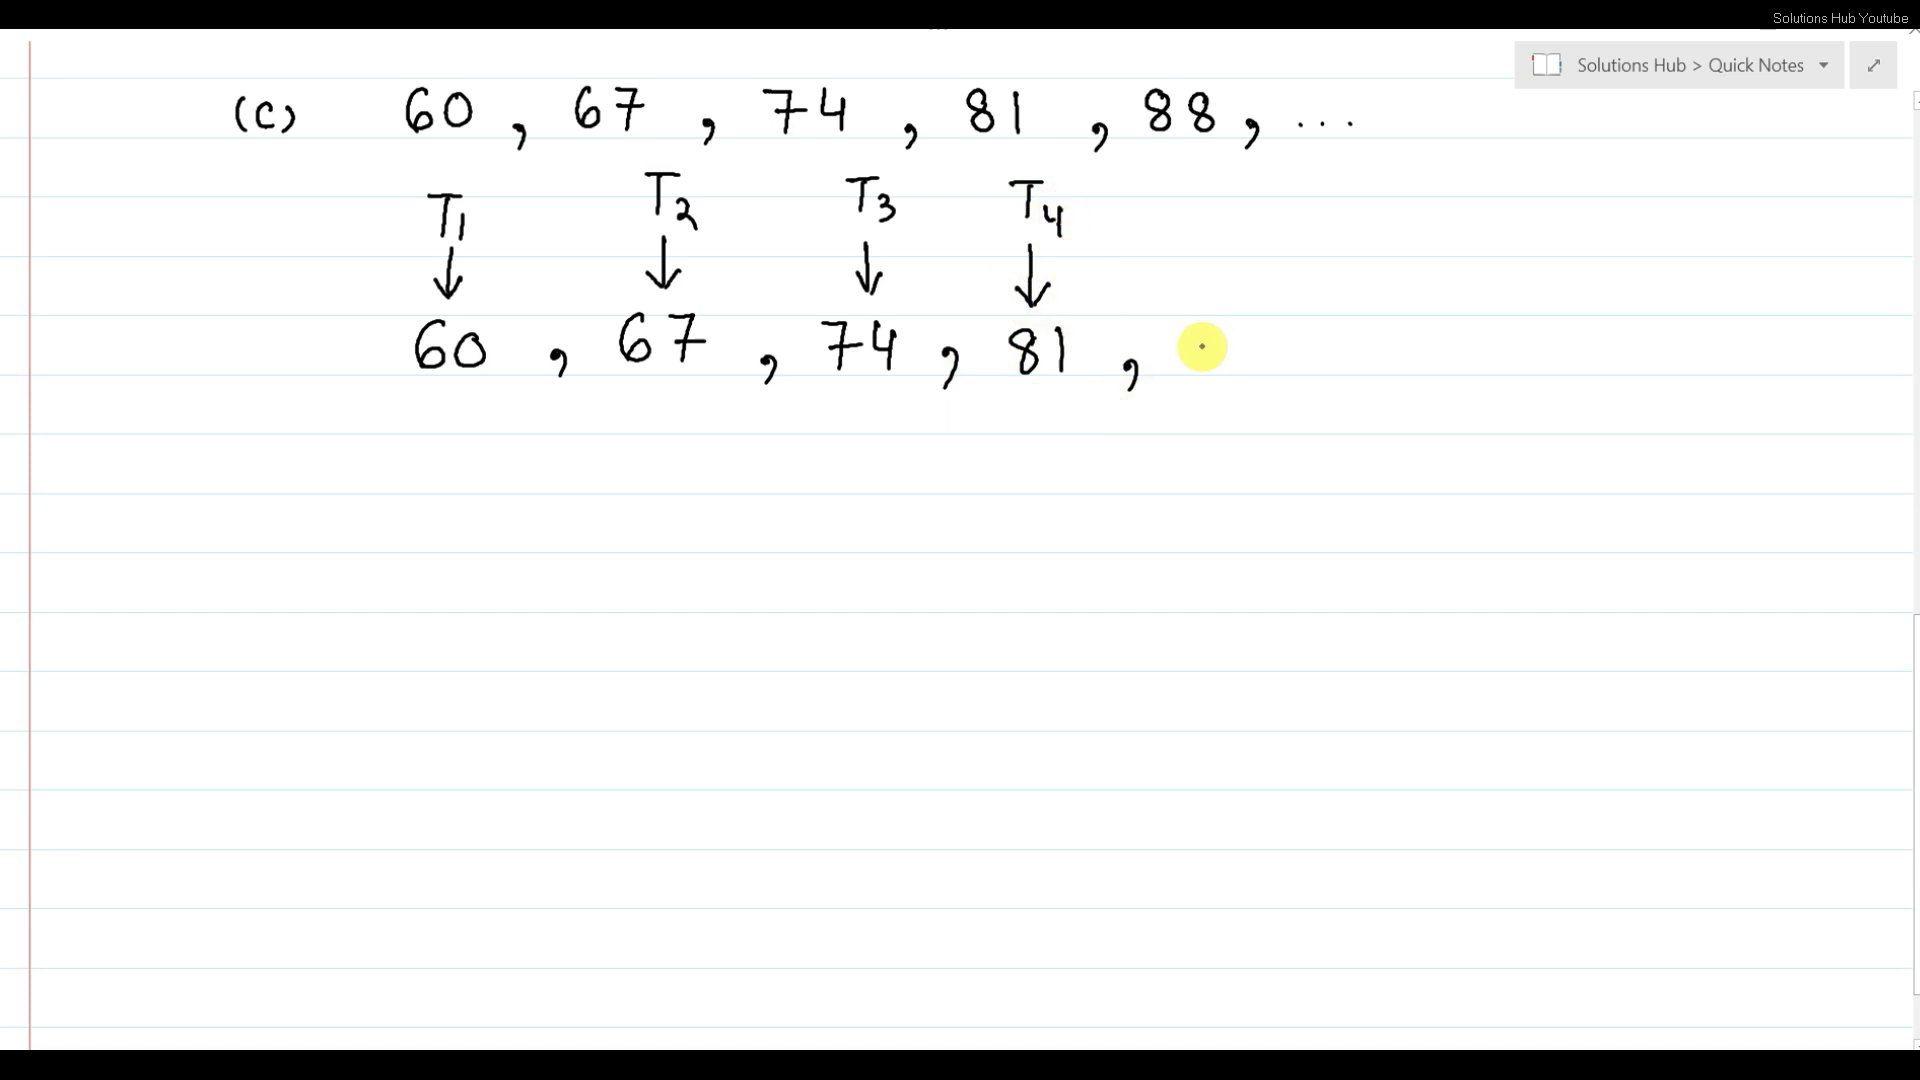 Solutions Hub Youtube
Solutions Hub > Quick Notes
(c) 60 , 67 , 74 , 81 , 88 , ...
T1 T2 T3 T4
↓ ↓ ↓ ↓
60 , 67 , 74 , 81 ,